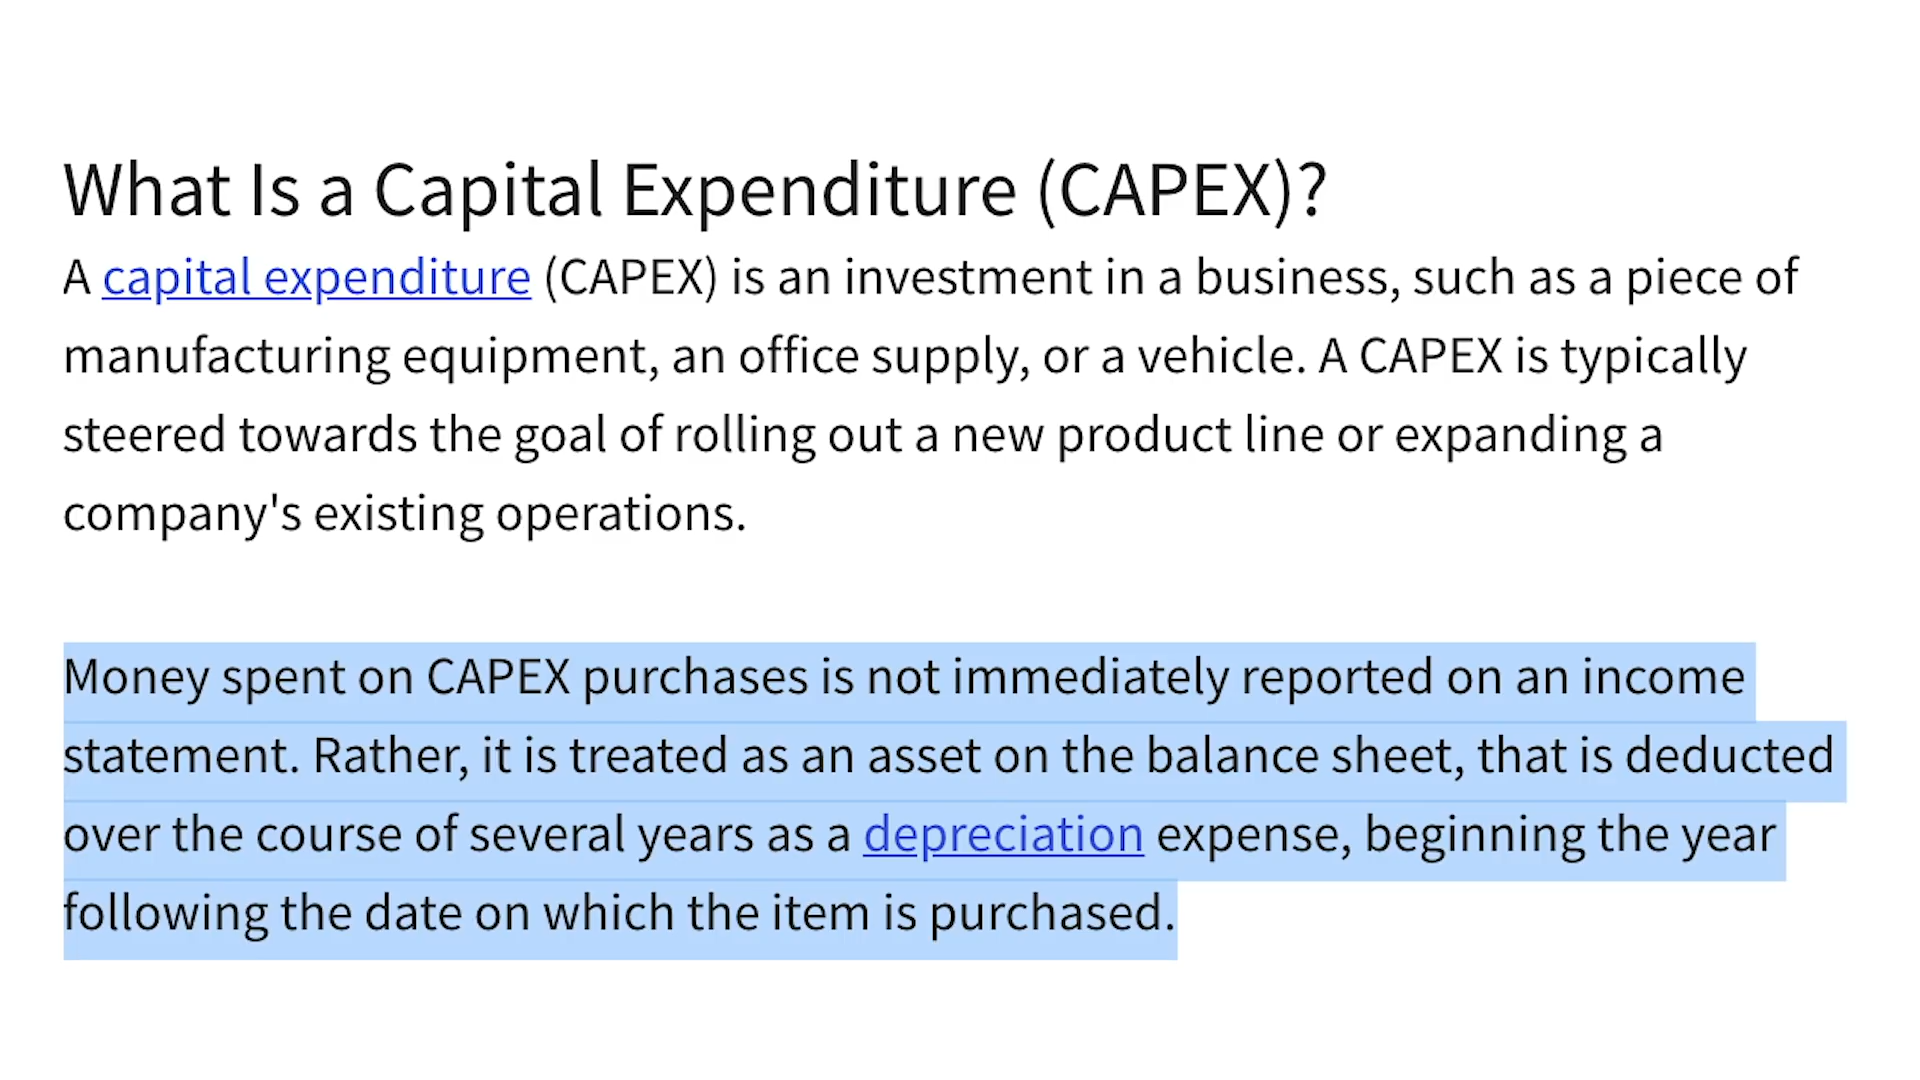 What Is a Capital Expenditure (CAPEX)?
A capital expenditure (CAPEX) is an investment in a business, such as a piece of
manufacturing equipment, an office supply, or a vehicle. A CAPEX is typically
steered towards the goal of rolling out a new product line or expanding a
company's existing operations.
Money spent on CAPEX purchases is not immediately reported on an income
statement. Rather, it is treated as an asset on the balance sheet, that is deducted
over the course of several years as a depreciation expense, beginning the year
following the date on which the item is purchased.